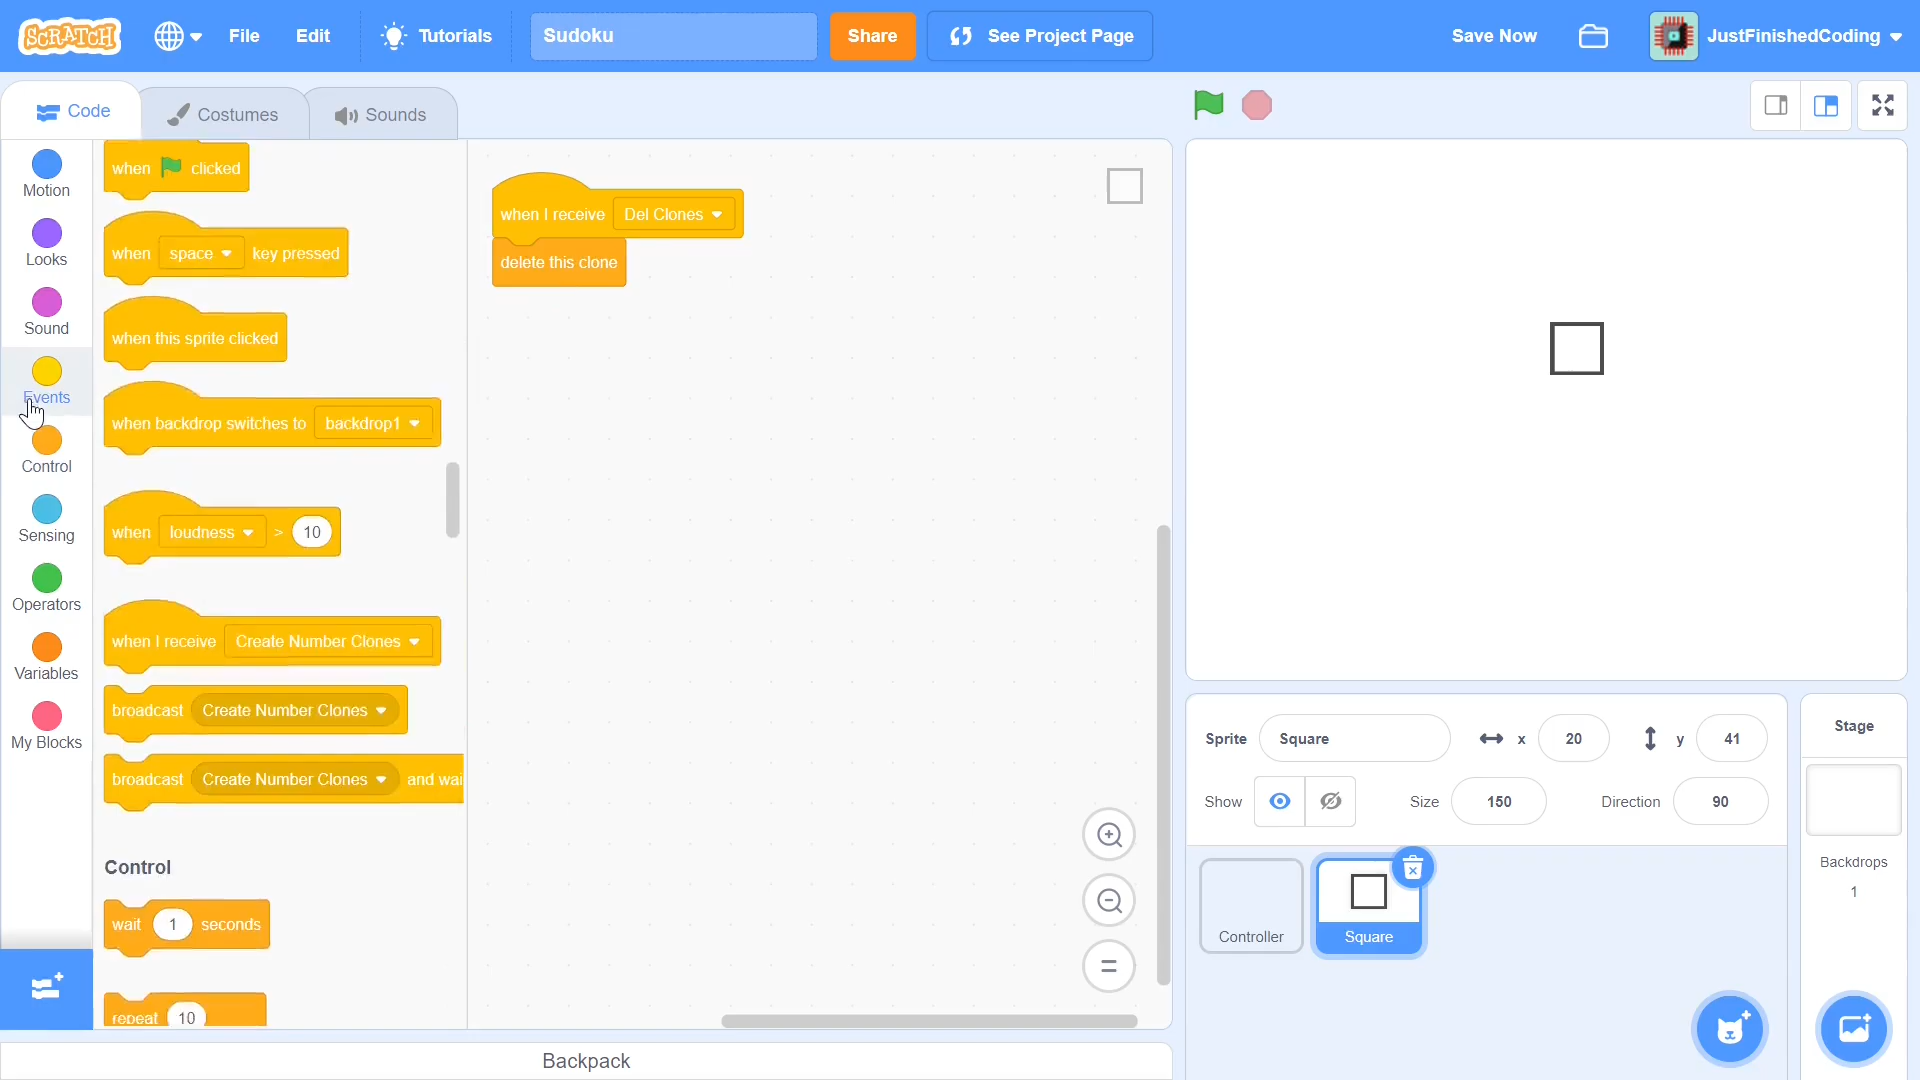 SCRATCH File Edit Tutorials Sudoku Share See Project Page Save Now JustFinishedCoding
Code Costumes Sounds
Motion
Looks
Sound
Events
Control
Sensing
Operators
Variables
My Blocks
when clicked
when space key pressed
when this sprite clicked
when backdrop switches to backdrop1
when loudness > 10
when I receive Create Number Clones
broadcast Create Number Clones
broadcast Create Number Clones and wai
Control
wait 1 seconds
repeat 10
when I receive Del Clones
delete this clone
Sprite Square x 20 y 41
Show Size 150 Direction 90
Controller
Square
Stage
Backdrops
1
Backpack